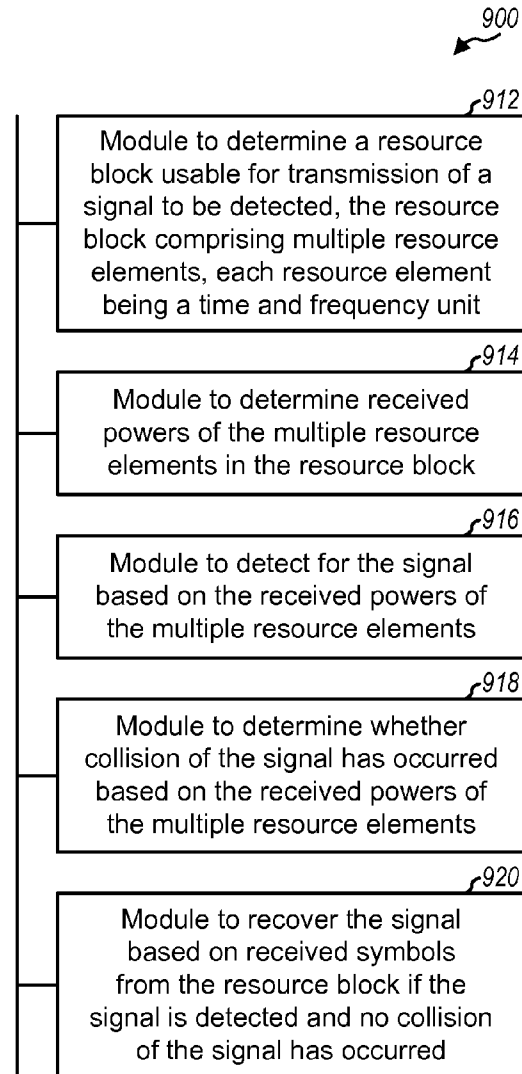 900
912
Module to determine a resource
block usable for transmission of a
signal to be detected, the resource
block comprising multiple resource
elements, each resource element
being a time and frequency unit
914
Module to determine received
powers of the multiple resource
elements in the resource block
916
Module to detect for the signal
based on the received powers of
the multiple resource elements
918
Module to determine whether
collision of the signal has occurred
based on the received powers of
the multiple resource elements
920
Module to recover the signal
based on received symbols
from the resource block if the
signal is detected and no collision
of the signal has occurred